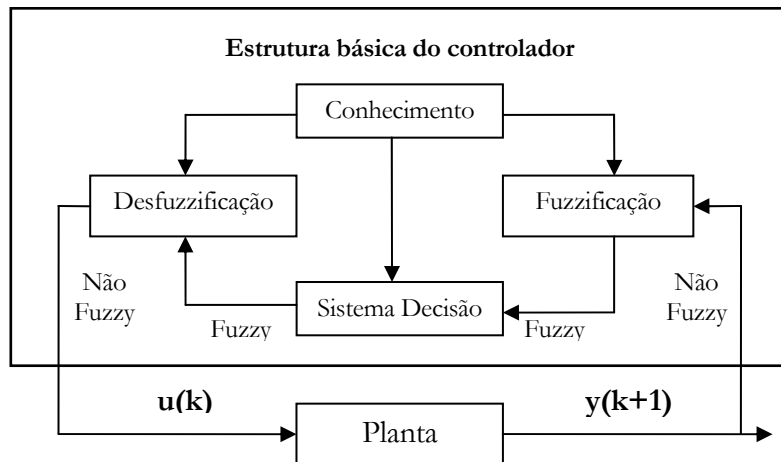 Estrutura básica do controlador
Conhecimento
Desfuzzificação
Fuzzificação
Não
Fuzzy
Fuzzy
Sistema Decisão
Fuzzy
Não
Fuzzy
u(k)
y(k+1)
Planta